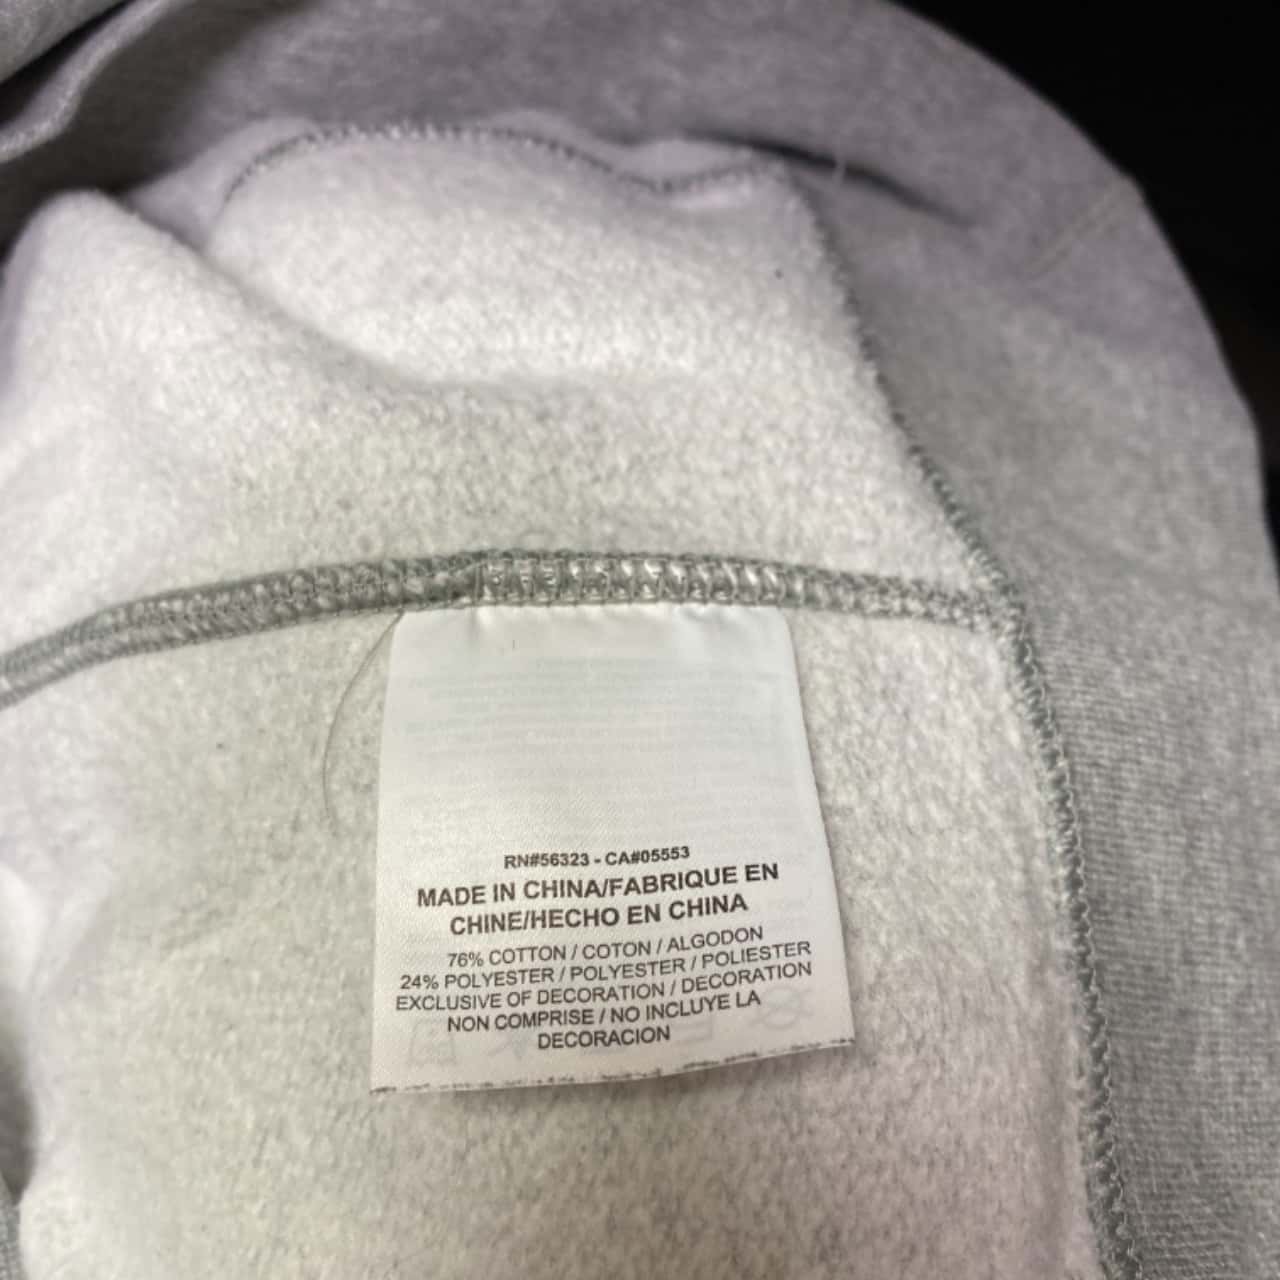 RN#56323 - CA#05553
MADE IN CHINA/FABRIQUE EN
CHINE/HECHO EN CHINA
76% COTTON / COTON / ALGODON
24% POLYESTER / POLYESTER / POLIESTER
EXCLUSIVE OF DECORATION / DECORATION
NON COMPRISE / NO INCLUYE LA
DECORACION